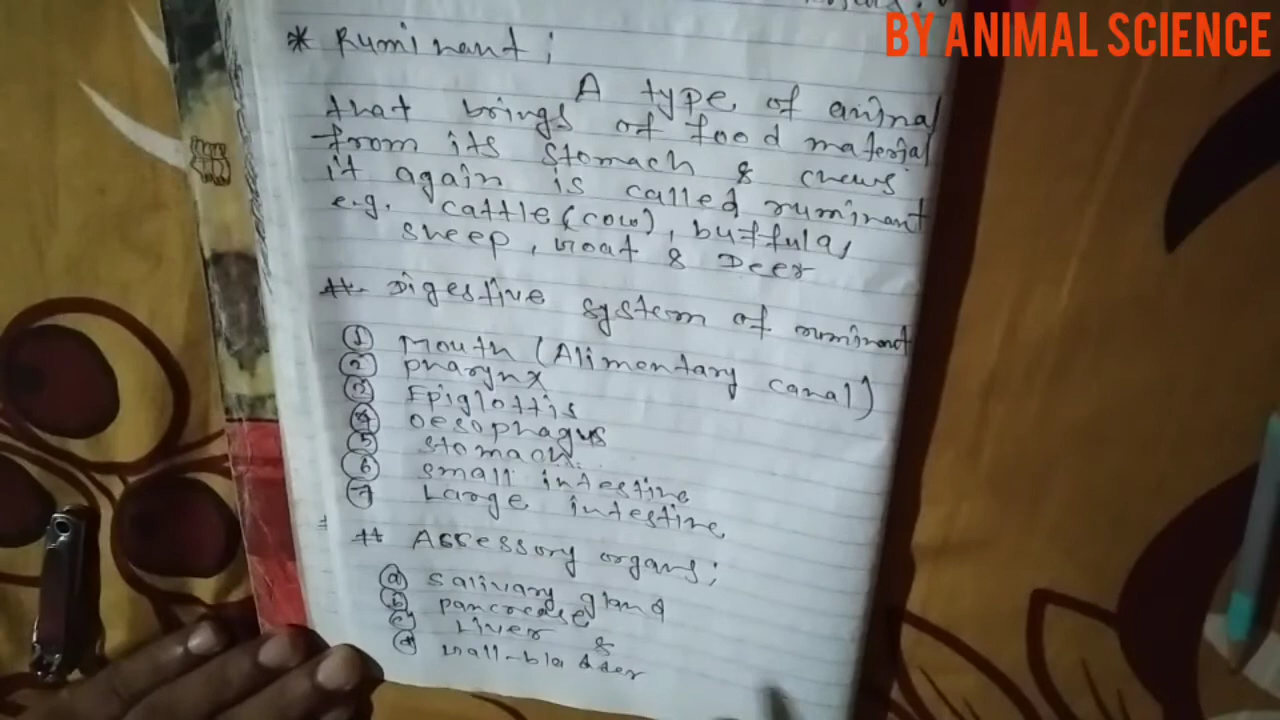 BY ANIMAL SCIENCE
* Ruminant;
A type of animal
that brings of food material
from its stomach & chews
it again is called ruminant
e.g. cattle (cow), buffula,
sheep, Goat & Deer
# Digestive system of ruminant
① Mouth (Alimentary canal)
② Pharynx
③ Epiglottis
④ Oesophagus
⑤ Stomach
⑥ Small intestine
⑦ Large intestine
# Accessory organs;
ⓐ Salivary gland
ⓑ pancrease
ⓒ Liver &
ⓓ Gall-bladder